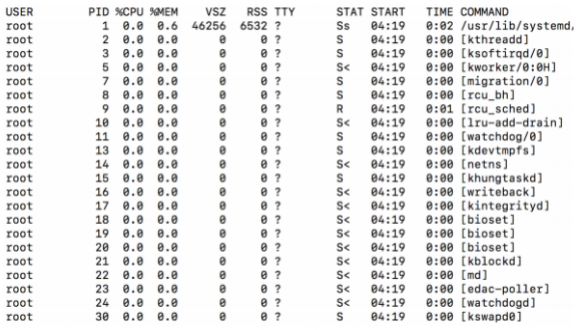 USER PID %CPU %MEM VSZ RSS TTY STAT START TIME COMMAND
root 1 0.0 0.6 46256 6532 ? Ss 04:19 0:02 /usr/lib/systemd/
root 2 0.0 0.0 0 0 ? S 04:19 0:00 [kthreadd]
root 3 0.0 0.0 0 0 ? S 04:19 0:00 [ksoftirqd/0]
root 5 0.0 0.0 0 0 ? S< 04:19 0:00 [kworker/0:0H]
root 7 0.0 0.0 0 0 ? S 04:19 0:00 [migration/0]
root 8 0.0 0.0 0 0 ? S 04:19 0:00 [rcu_bh]
root 9 0.0 0.0 0 0 ? R 04:19 0:01 [rcu_sched]
root 10 0.0 0.0 0 0 ? S< 04:19 0:00 [lru-add-drain]
root 11 0.0 0.0 0 0 ? S 04:19 0:00 [watchdog/0]
root 13 0.0 0.0 0 0 ? S 04:19 0:00 [kdevtmpfs]
root 14 0.0 0.0 0 0 ? S< 04:19 0:00 [netns]
root 15 0.0 0.0 0 0 ? S 04:19 0:00 [khungtaskd]
root 16 0.0 0.0 0 0 ? S< 04:19 0:00 [writeback]
root 17 0.0 0.0 0 0 ? S< 04:19 0:00 [kintegrityd]
root 18 0.0 0.0 0 0 ? S< 04:19 0:00 [bioset]
root 19 0.0 0.0 0 0 ? S< 04:19 0:00 [bioset]
root 20 0.0 0.0 0 0 ? S< 04:19 0:00 [bioset]
root 21 0.0 0.0 0 0 ? S< 04:19 0:00 [kblockd]
root 22 0.0 0.0 0 0 ? S< 04:19 0:00 [md]
root 23 0.0 0.0 0 0 ? S< 04:19 0:00 [edac-poller]
root 24 0.0 0.0 0 0 ? S< 04:19 0:00 [watchdogd]
root 30 0.0 0.0 0 0 ? S 04:19 0:00 [kswapd0]